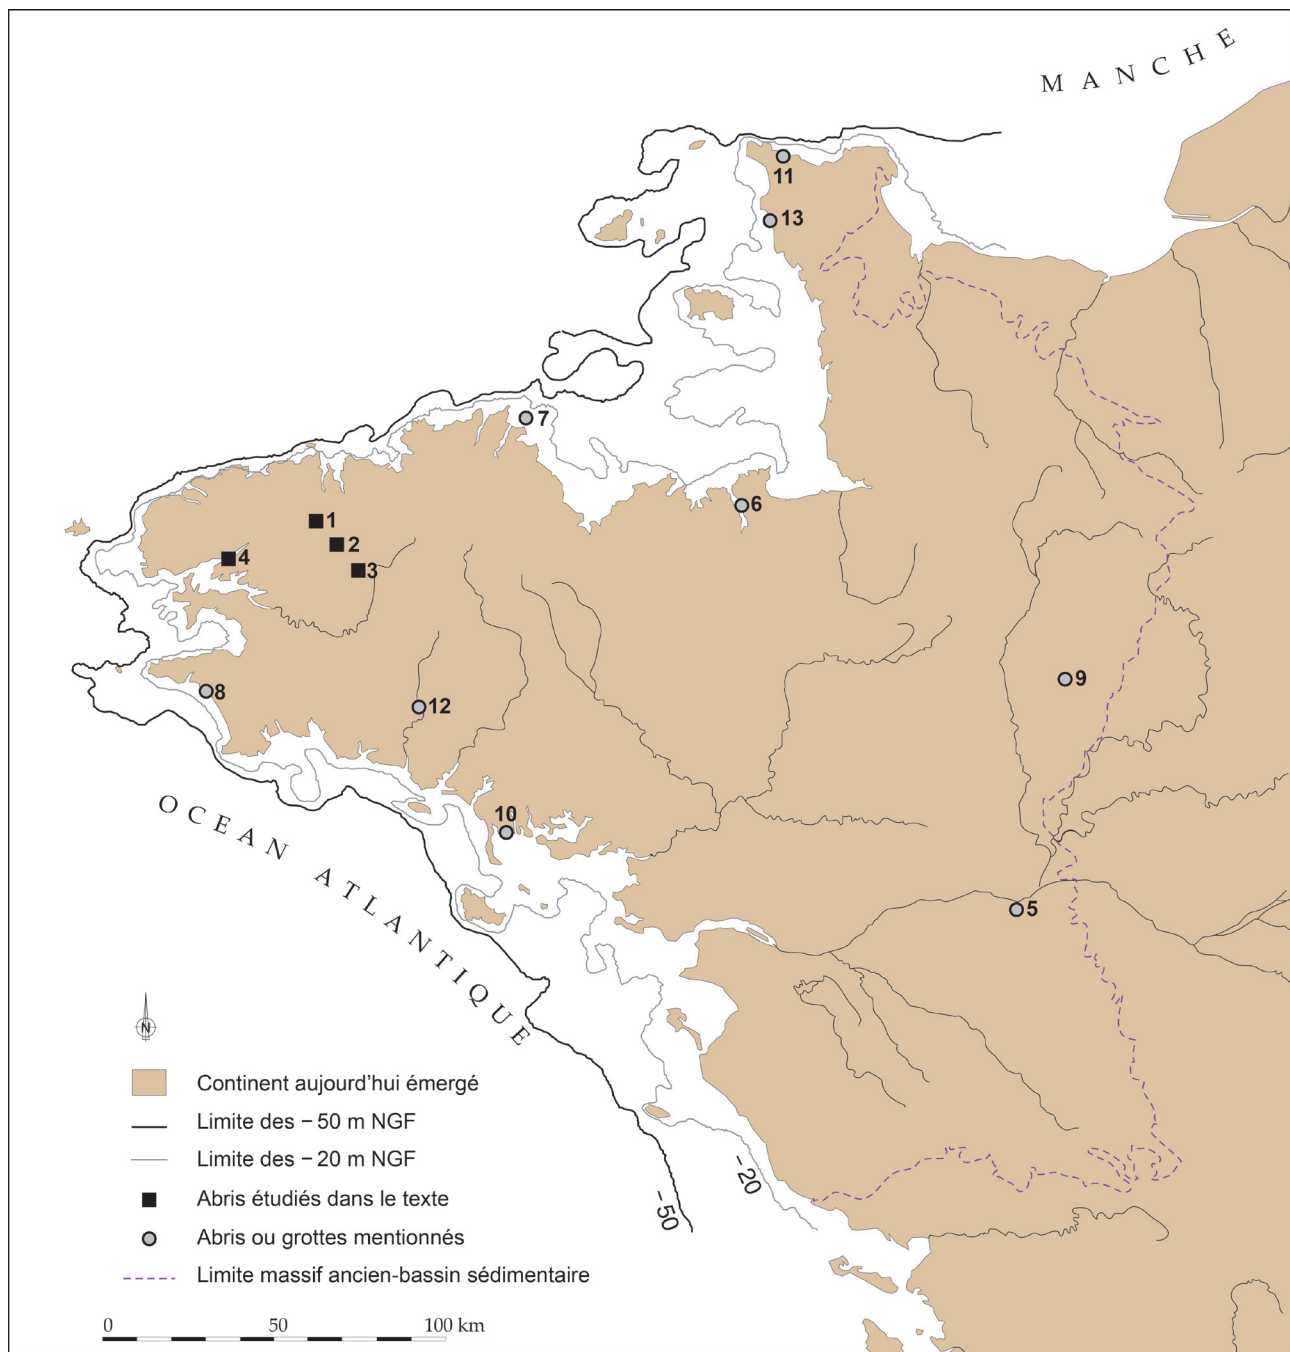 MANCHE
11
13
7
6
1
2
3
4
8
12
9
10
5
OCEAN ATLANTIQUE
N
Continent aujourd'hui émergé
Limite des − 50 m NGF
Limite des − 20 m NGF
Abris étudiés dans le texte
Abris ou grottes mentionnés
Limite massif ancien-bassin sédimentaire
−50
−20
0 50 100 km